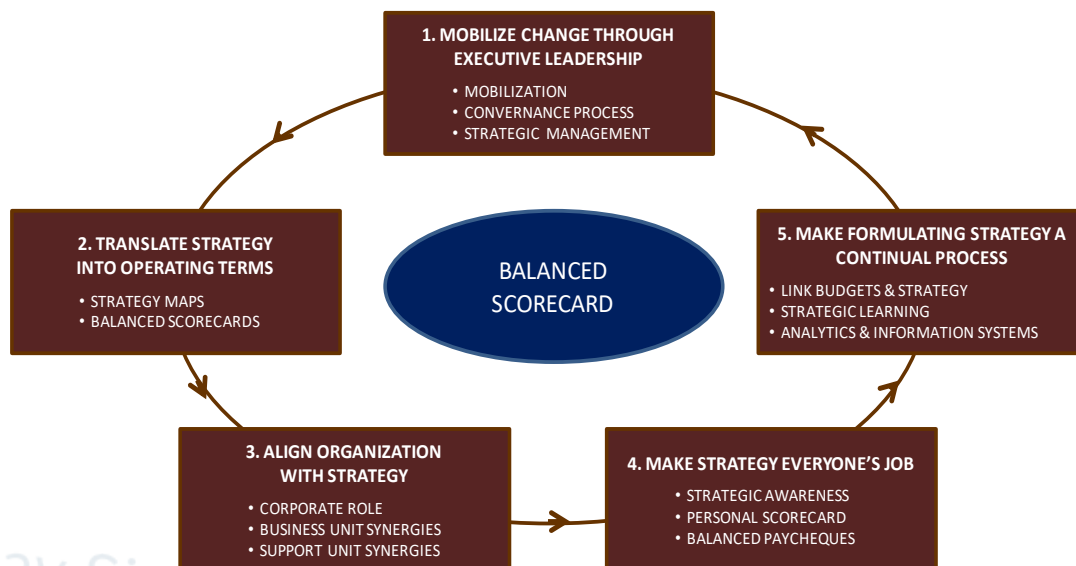 1. MOBILIZE CHANGE THROUGH
EXECUTIVE LEADERSHIP
• MOBILIZATION
• CONVERNANCE PROCESS
• STRATEGIC MANAGEMENT
2. TRANSLATE STRATEGY
INTO OPERATING TERMS
• STRATEGY MAPS
• BALANCED SCORECARDS
BALANCED
SCORECARD
5. MAKE FORMULATING STRATEGY A
CONTINUAL PROCESS
• LINK BUDGETS & STRATEGY
• STRATEGIC LEARNING
• ANALYTICS & INFORMATION SYSTEMS
3. ALIGN ORGANIZATION
WITH STRATEGY
• CORPORATE ROLE
• BUSINESS UNIT SYNERGIES
• SUPPORT UNIT SYNERGIES
4. MAKE STRATEGY EVERYONE’S JOB
• STRATEGIC AWARENESS
• PERSONAL SCORECARD
• BALANCED PAYCHEQUES